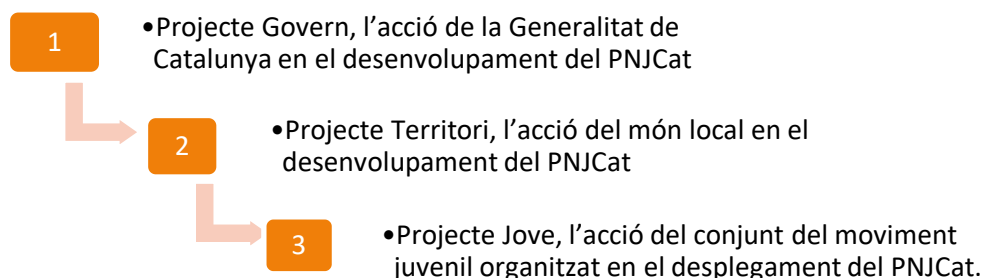 1
•Projecte Govern, l’acció de la Generalitat de
Catalunya en el desenvolupament del PNJCat
2
•Projecte Territori, l’acció del món local en el
desenvolupament del PNJCat
3
•Projecte Jove, l’acció del conjunt del moviment
juvenil organitzat en el desplegament del PNJCat.